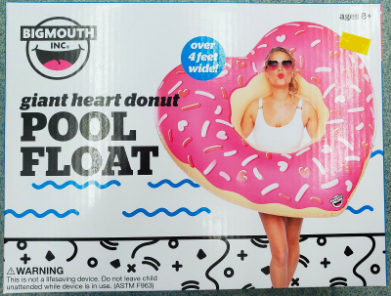 BIGMOUTH
INC.
ages 8+
over
4 feet
wide!
giant heart donut
POOL
FLOAT
⚠WARNING
This is not a lifesaving device. Do not leave child
unattended while device is in use. (ASTM F963)